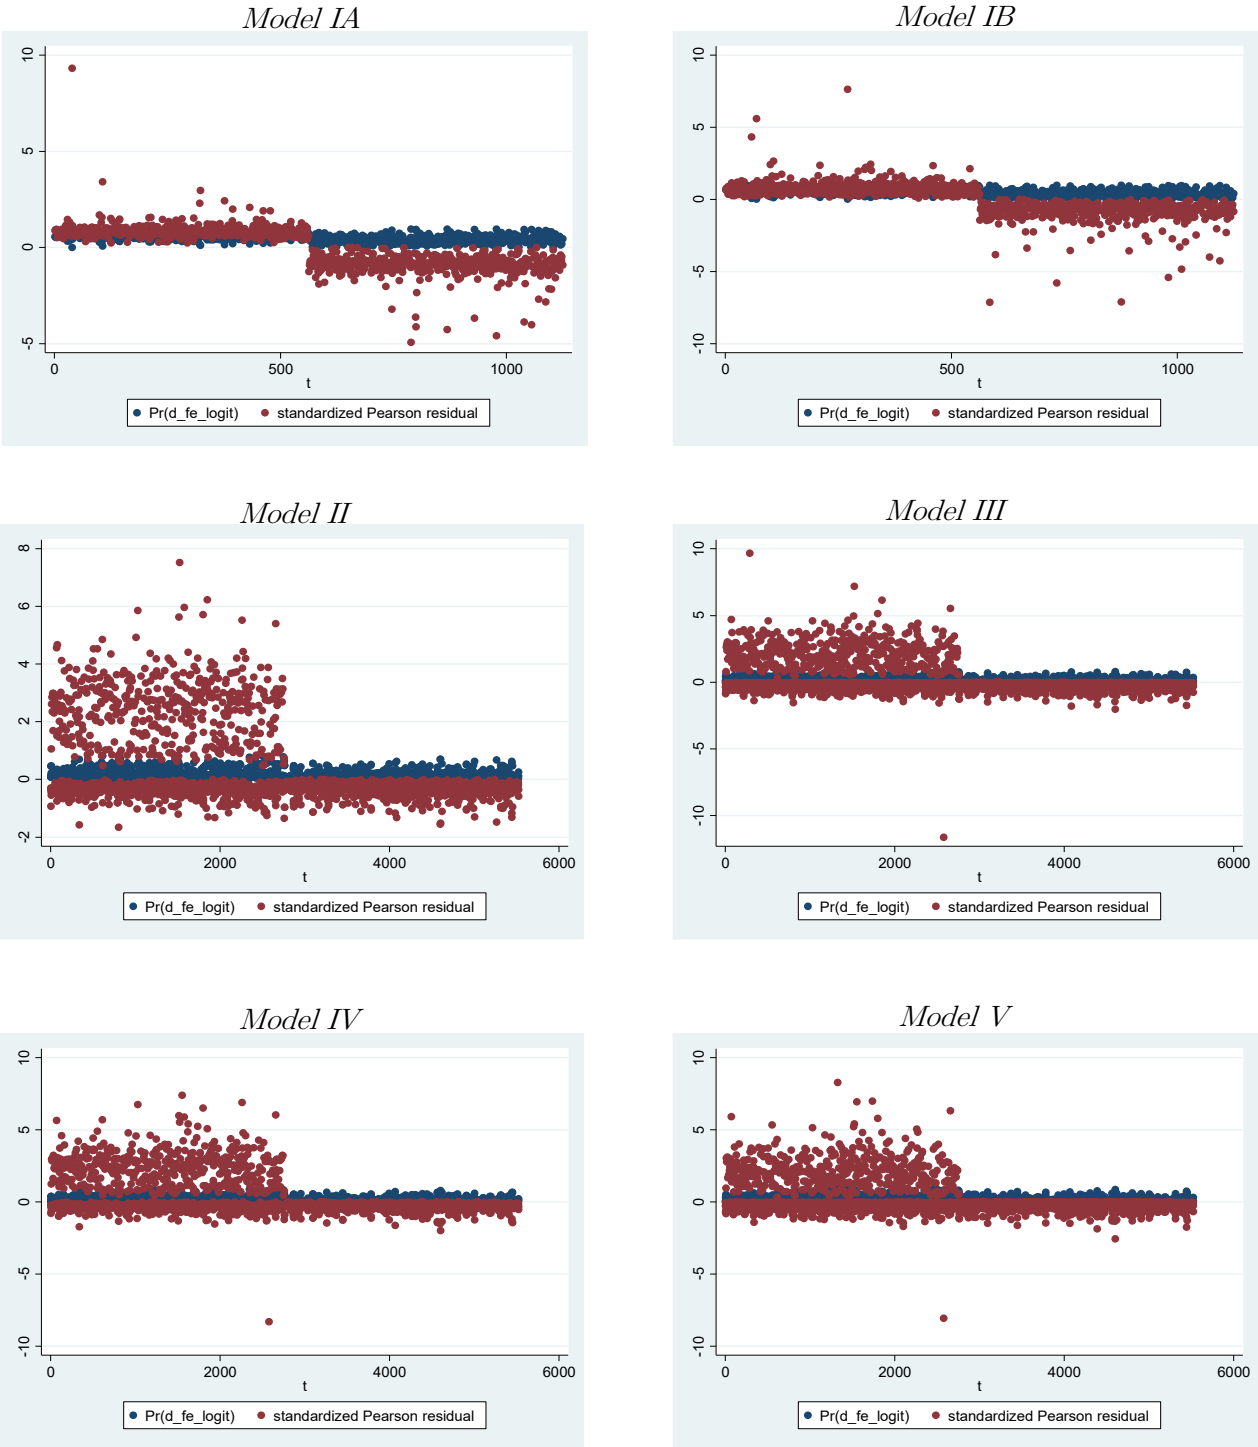 Model IA
10
5
0
-5
0 500 1000
t
Pr(d_fe_logit) standardized Pearson residual
Model IB
10
5
0
-5
-10
0 500 1000
t
Pr(d_fe_logit) standardized Pearson residual
Model II
8
6
4
2
0
-2
0 2000 4000 6000
t
Pr(d_fe_logit) standardized Pearson residual
Model III
10
5
0
-5
-10
0 2000 4000 6000
t
Pr(d_fe_logit) standardized Pearson residual
Model IV
10
5
0
-5
-10
0 2000 4000 6000
t
Pr(d_fe_logit) standardized Pearson residual
Model V
10
5
0
-5
-10
0 2000 4000 6000
t
Pr(d_fe_logit) standardized Pearson residual